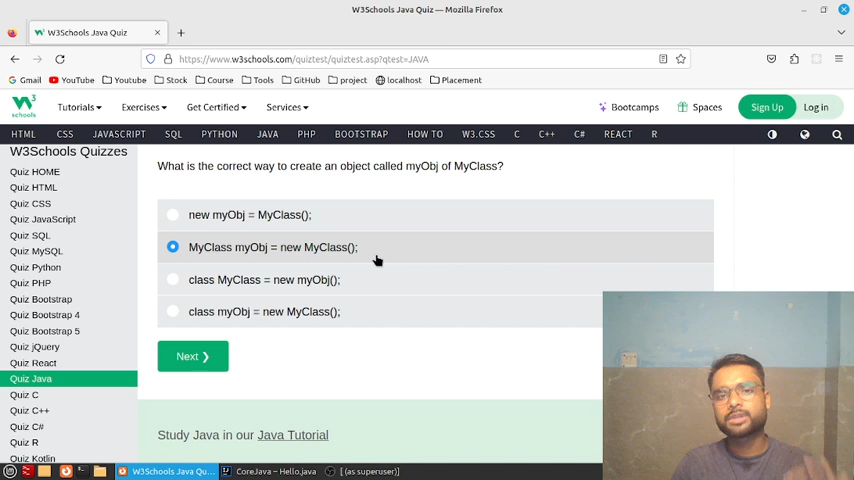 W3Schools Java Quiz — Mozilla Firefox
W3Schools Java Quiz
https://www.w3schools.com/quiztest/quiztest.asp?qtest=JAVA
Gmail YouTube Youtube Stock Course Tools GitHub project localhost Placement
W3 schools Tutorials Exercises Get Certified Services Bootcamps Spaces Sign Up Log in
HTML CSS JAVASCRIPT SQL PYTHON JAVA PHP BOOTSTRAP HOW TO W3.CSS C C++ C# REACT R
W3Schools Quizzes
Quiz HOME
Quiz HTML
Quiz CSS
Quiz JavaScript
Quiz SQL
Quiz MySQL
Quiz Python
Quiz PHP
Quiz Bootstrap
Quiz Bootstrap 4
Quiz Bootstrap 5
Quiz jQuery
Quiz React
Quiz Java
Quiz C
Quiz C++
Quiz C#
Quiz R
Quiz Kotlin
What is the correct way to create an object called myObj of MyClass?
new myObj = MyClass();
MyClass myObj = new MyClass();
class MyClass = new myObj();
class myObj = new MyClass();
Next ❯
Study Java in our Java Tutorial
W3Schools Java Qu... CoreJava – Hello.java [ (as superuser)]